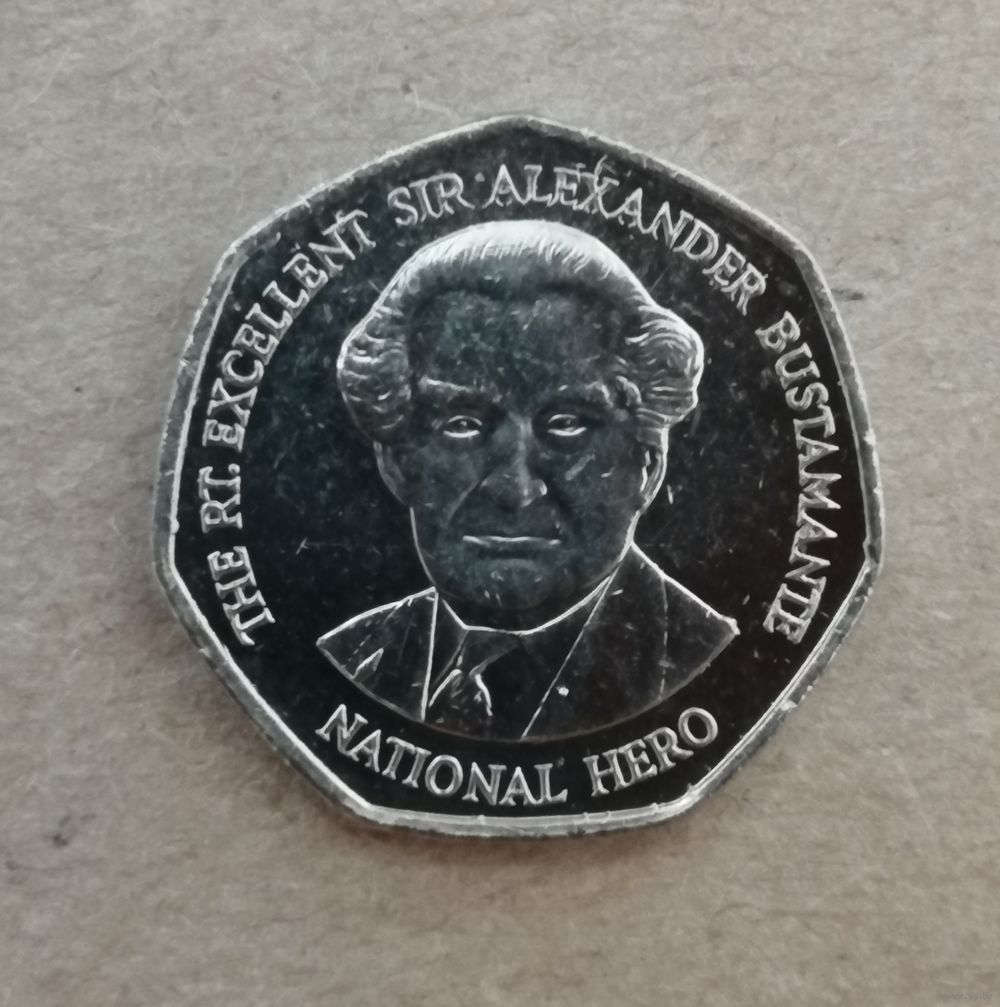 THE RT. EXCELLENT SIR ALEXANDER BUSTAMANTE
NATIONAL HERO